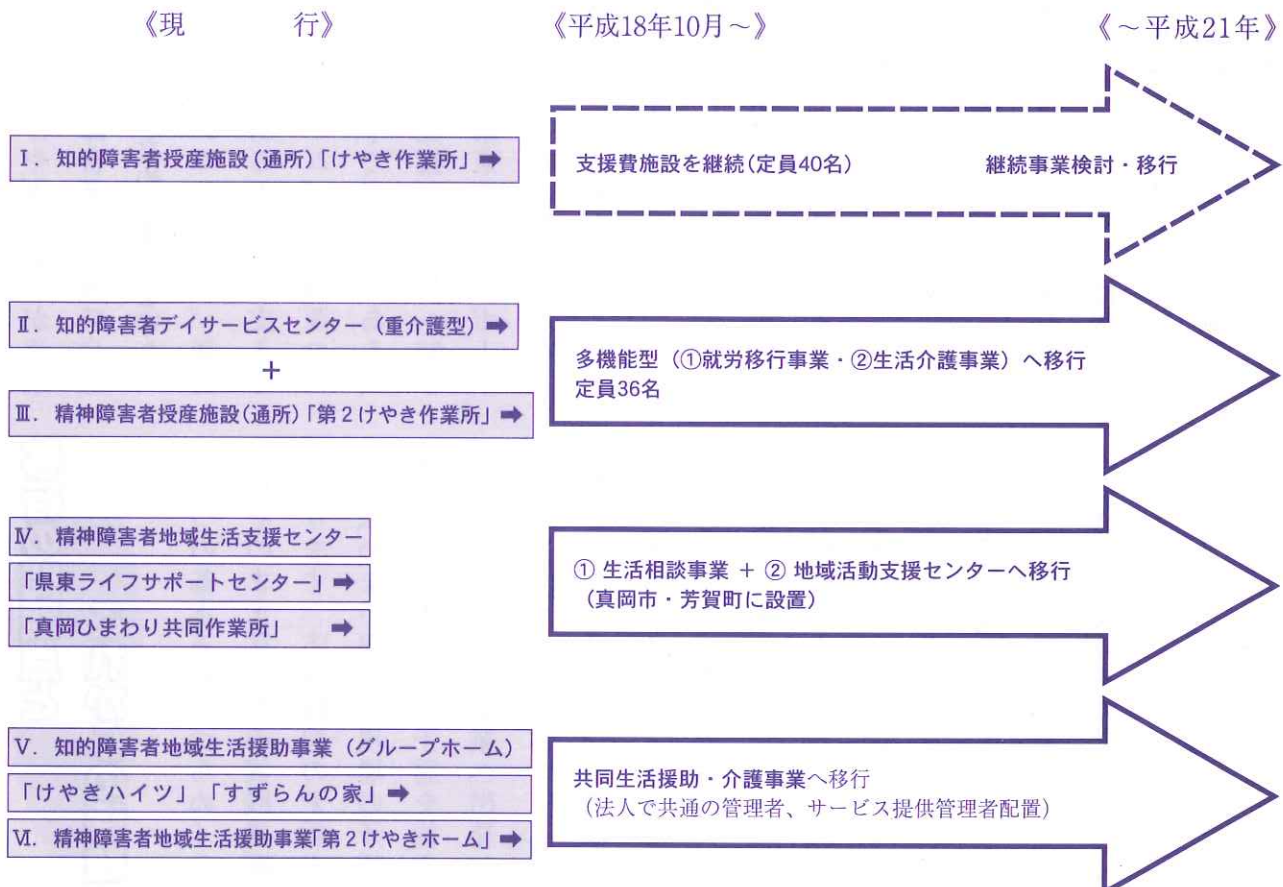 《現　　　行》　《平成18年10月～》　《～平成21年》
Ⅰ. 知的障害者授産施設(通所)「けやき作業所」➡
支援費施設を継続(定員40名)　継続事業検討・移行
Ⅱ. 知的障害者デイサービスセンター（重介護型）➡
＋
Ⅲ. 精神障害者授産施設(通所)「第２けやき作業所」➡
多機能型（①就労移行事業・②生活介護事業）へ移行
定員36名
Ⅳ. 精神障害者地域生活支援センター
「県東ライフサポートセンター」➡
「真岡ひまわり共同作業所」　➡
① 生活相談事業 ＋ ② 地域活動支援センターへ移行
（真岡市・芳賀町に設置）
Ⅴ. 知的障害者地域生活援助事業（グループホーム）
「けやきハイツ」「すずらんの家」➡
Ⅵ. 精神障害者地域生活援助事業「第２けやきホーム」➡
共同生活援助・介護事業へ移行
（法人で共通の管理者、サービス提供管理者配置）